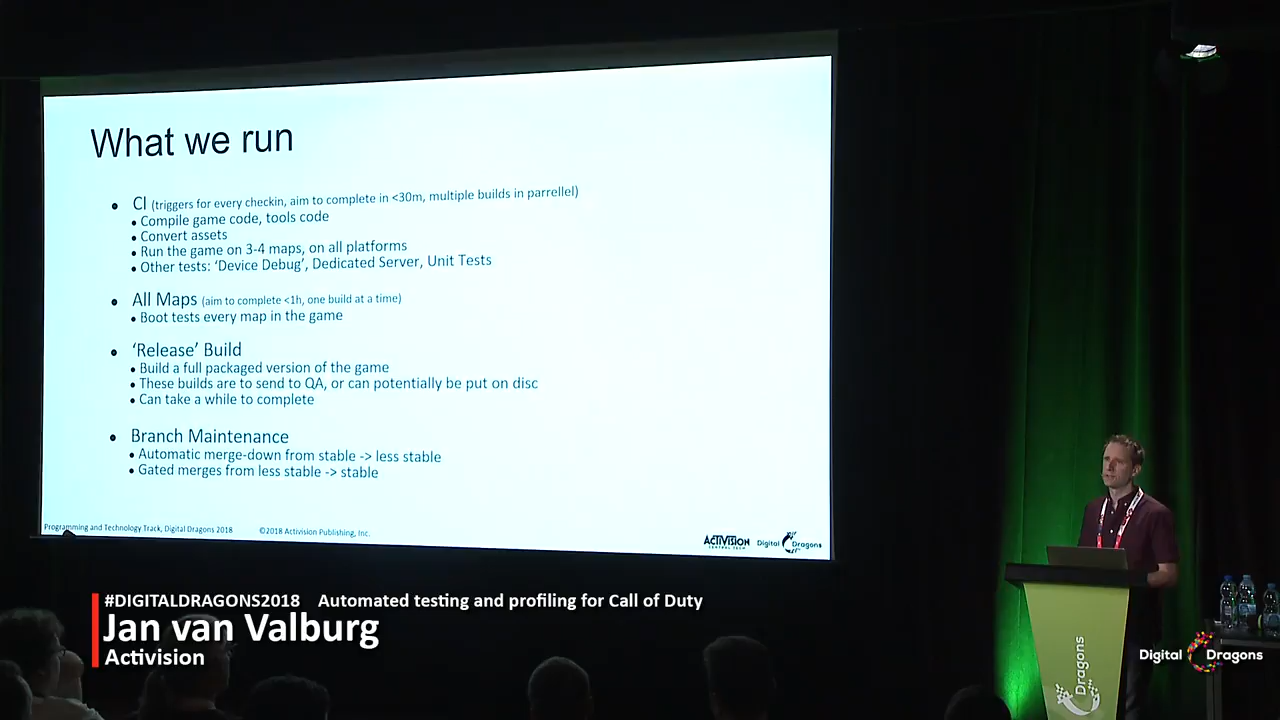 What we run
• CI (triggers for every checkin, aim to complete in <30m, multiple builds in parrellel)
• Compile game code, tools code
• Convert assets
• Run the game on 3-4 maps, on all platforms
• Other tests: ‘Device Debug’, Dedicated Server, Unit Tests
• All Maps (aim to complete <1h, one build at a time)
• Boot tests every map in the game
• ‘Release’ Build
• Build a full packaged version of the game
• These builds are to send to QA, or can potentially be put on disc
• Can take a while to complete
• Branch Maintenance
• Automatic merge-down from stable -> less stable
• Gated merges from less stable -> stable
Programming and Technology Track, Digital Dragons 2018 ©2018 Activision Publishing, Inc.
ACTIVISION
CENTRAL TECH
Digital Dragons
#DIGITALDRAGONS2018 Automated testing and profiling for Call of Duty
Jan van Valburg
Activision
Dragons
Digital Dragons